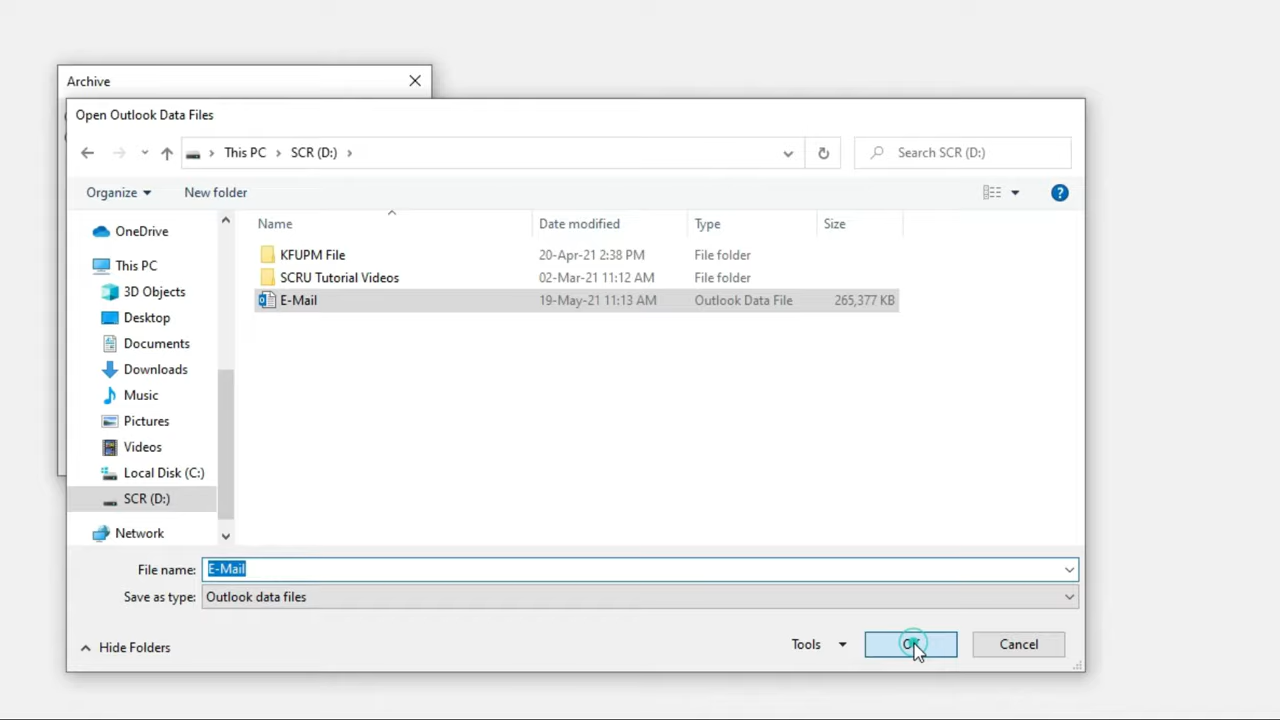 Archive
Open Outlook Data Files
This PC SCR (D:)
Search SCR (D:)
Organize New folder
Name Date modified Type Size
OneDrive
This PC
3D Objects
Desktop
Documents
Downloads
Music
Pictures
Videos
Local Disk (C:)
SCR (D:)
Network
KFUPM File 20-Apr-21 2:38 PM File folder
SCRU Tutorial Videos 02-Mar-21 11:12 AM File folder
E-Mail 19-May-21 11:13 AM Outlook Data File 265,377 KB
File name: E-Mail
Save as type: Outlook data files
Hide Folders
Tools OK Cancel